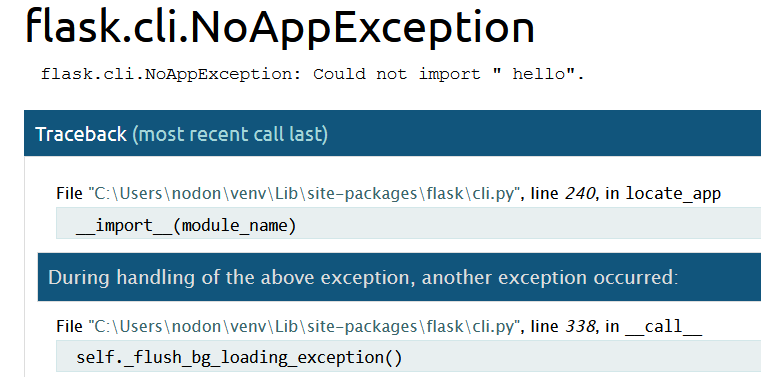 flask.cli.NoAppException
flask.cli.NoAppException: Could not import " hello".
Traceback (most recent call last)
File "C:\Users\nodon\venv\Lib\site-packages\flask\cli.py", line 240, in locate_app
__import__(module_name)
During handling of the above exception, another exception occurred:
File "C:\Users\nodon\venv\Lib\site-packages\flask\cli.py", line 338, in __call__
self._flush_bg_loading_exception()